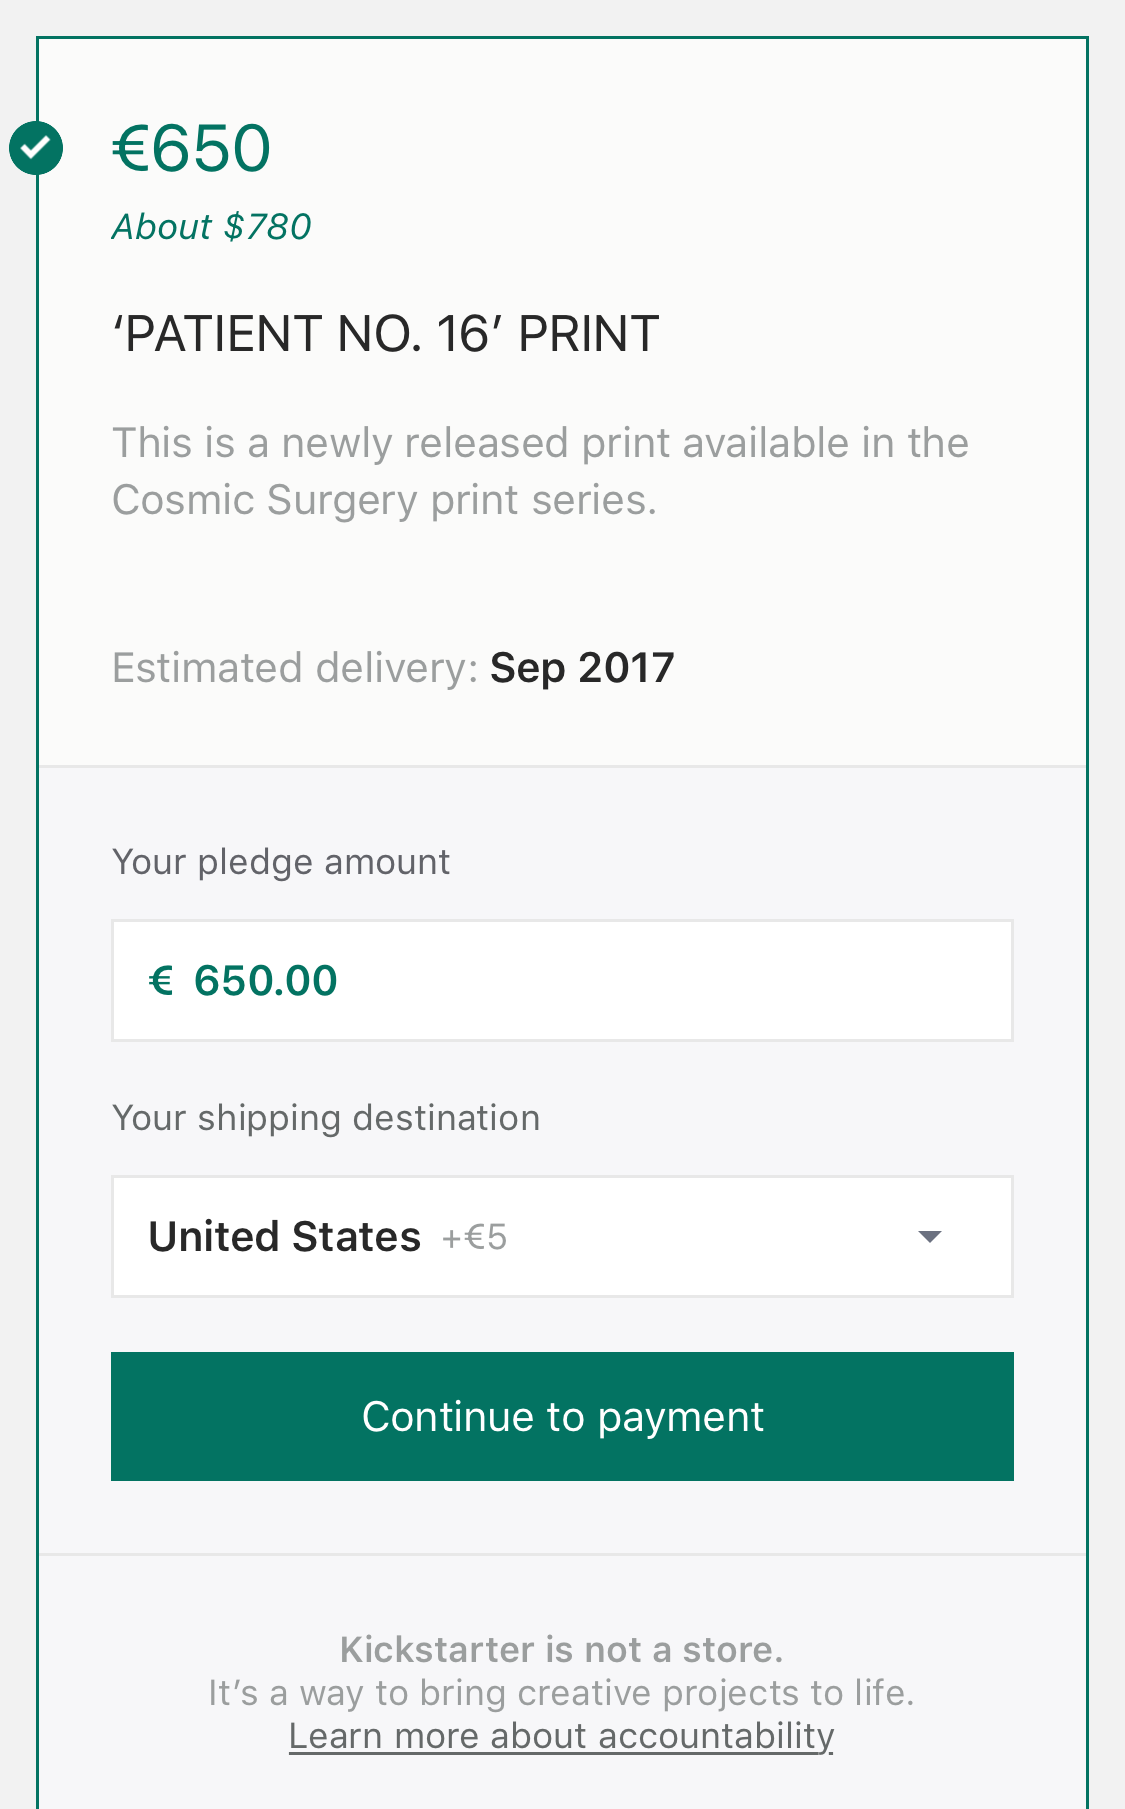 €650
About $780
‘PATIENT NO. 16’ PRINT
This is a newly released print available in the
Cosmic Surgery print series.
Estimated delivery: Sep 2017
Your pledge amount
€ 650.00
Your shipping destination
United States +€5
Continue to payment
Kickstarter is not a store.
It’s a way to bring creative projects to life.
Learn more about accountability